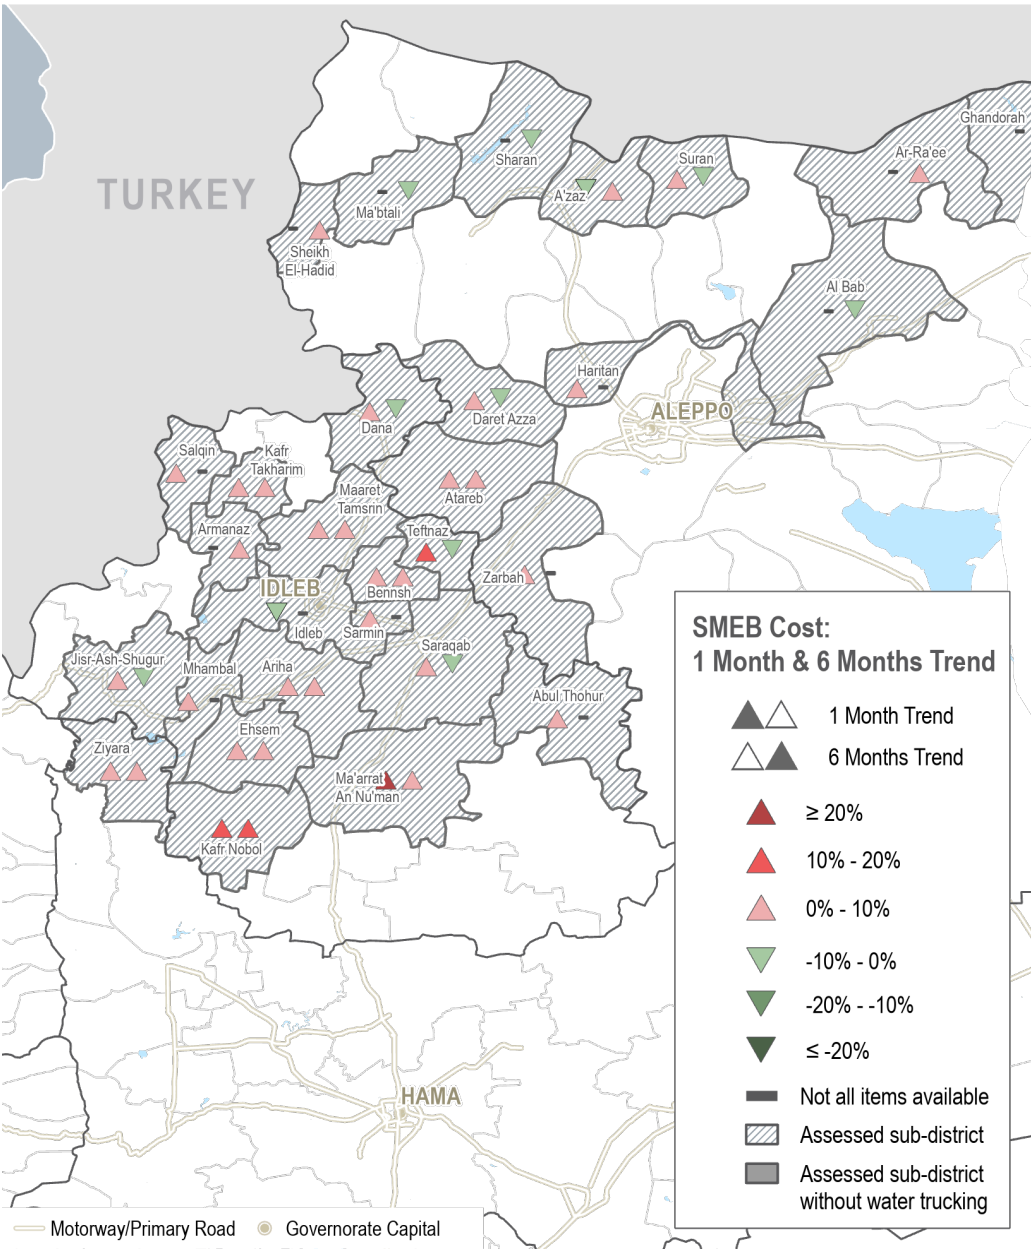 Ghandorah
Ar-Ra'ee
Sharan
Suran
A'zaz
Ma'btali
TURKEY
Sheikh
El-Hadid
Al Bab
Haritan
ALEPPO
Dana
Daret Azza
Salqin
Kafr
Takharim
Maaret
Tamsrin
Atareb
Armanaz
Teftnaz
Zarbah
Bennsh
IDLEB
Idleb
Sarmin
Saraqab
Jisr-Ash-Shugur
Mhambal
Ariha
Abul Thohur
Ehsem
Ziyara
Ma'arrat
An Nu'man
Kafr Nobol
HAMA
SMEB Cost:
1 Month & 6 Months Trend
1 Month Trend
6 Months Trend
≥ 20%
10% - 20%
0% - 10%
-10% - 0%
-20% - -10%
≤ -20%
Not all items available
Assessed sub-district
Assessed sub-district
without water trucking
Motorway/Primary Road
Governorate Capital